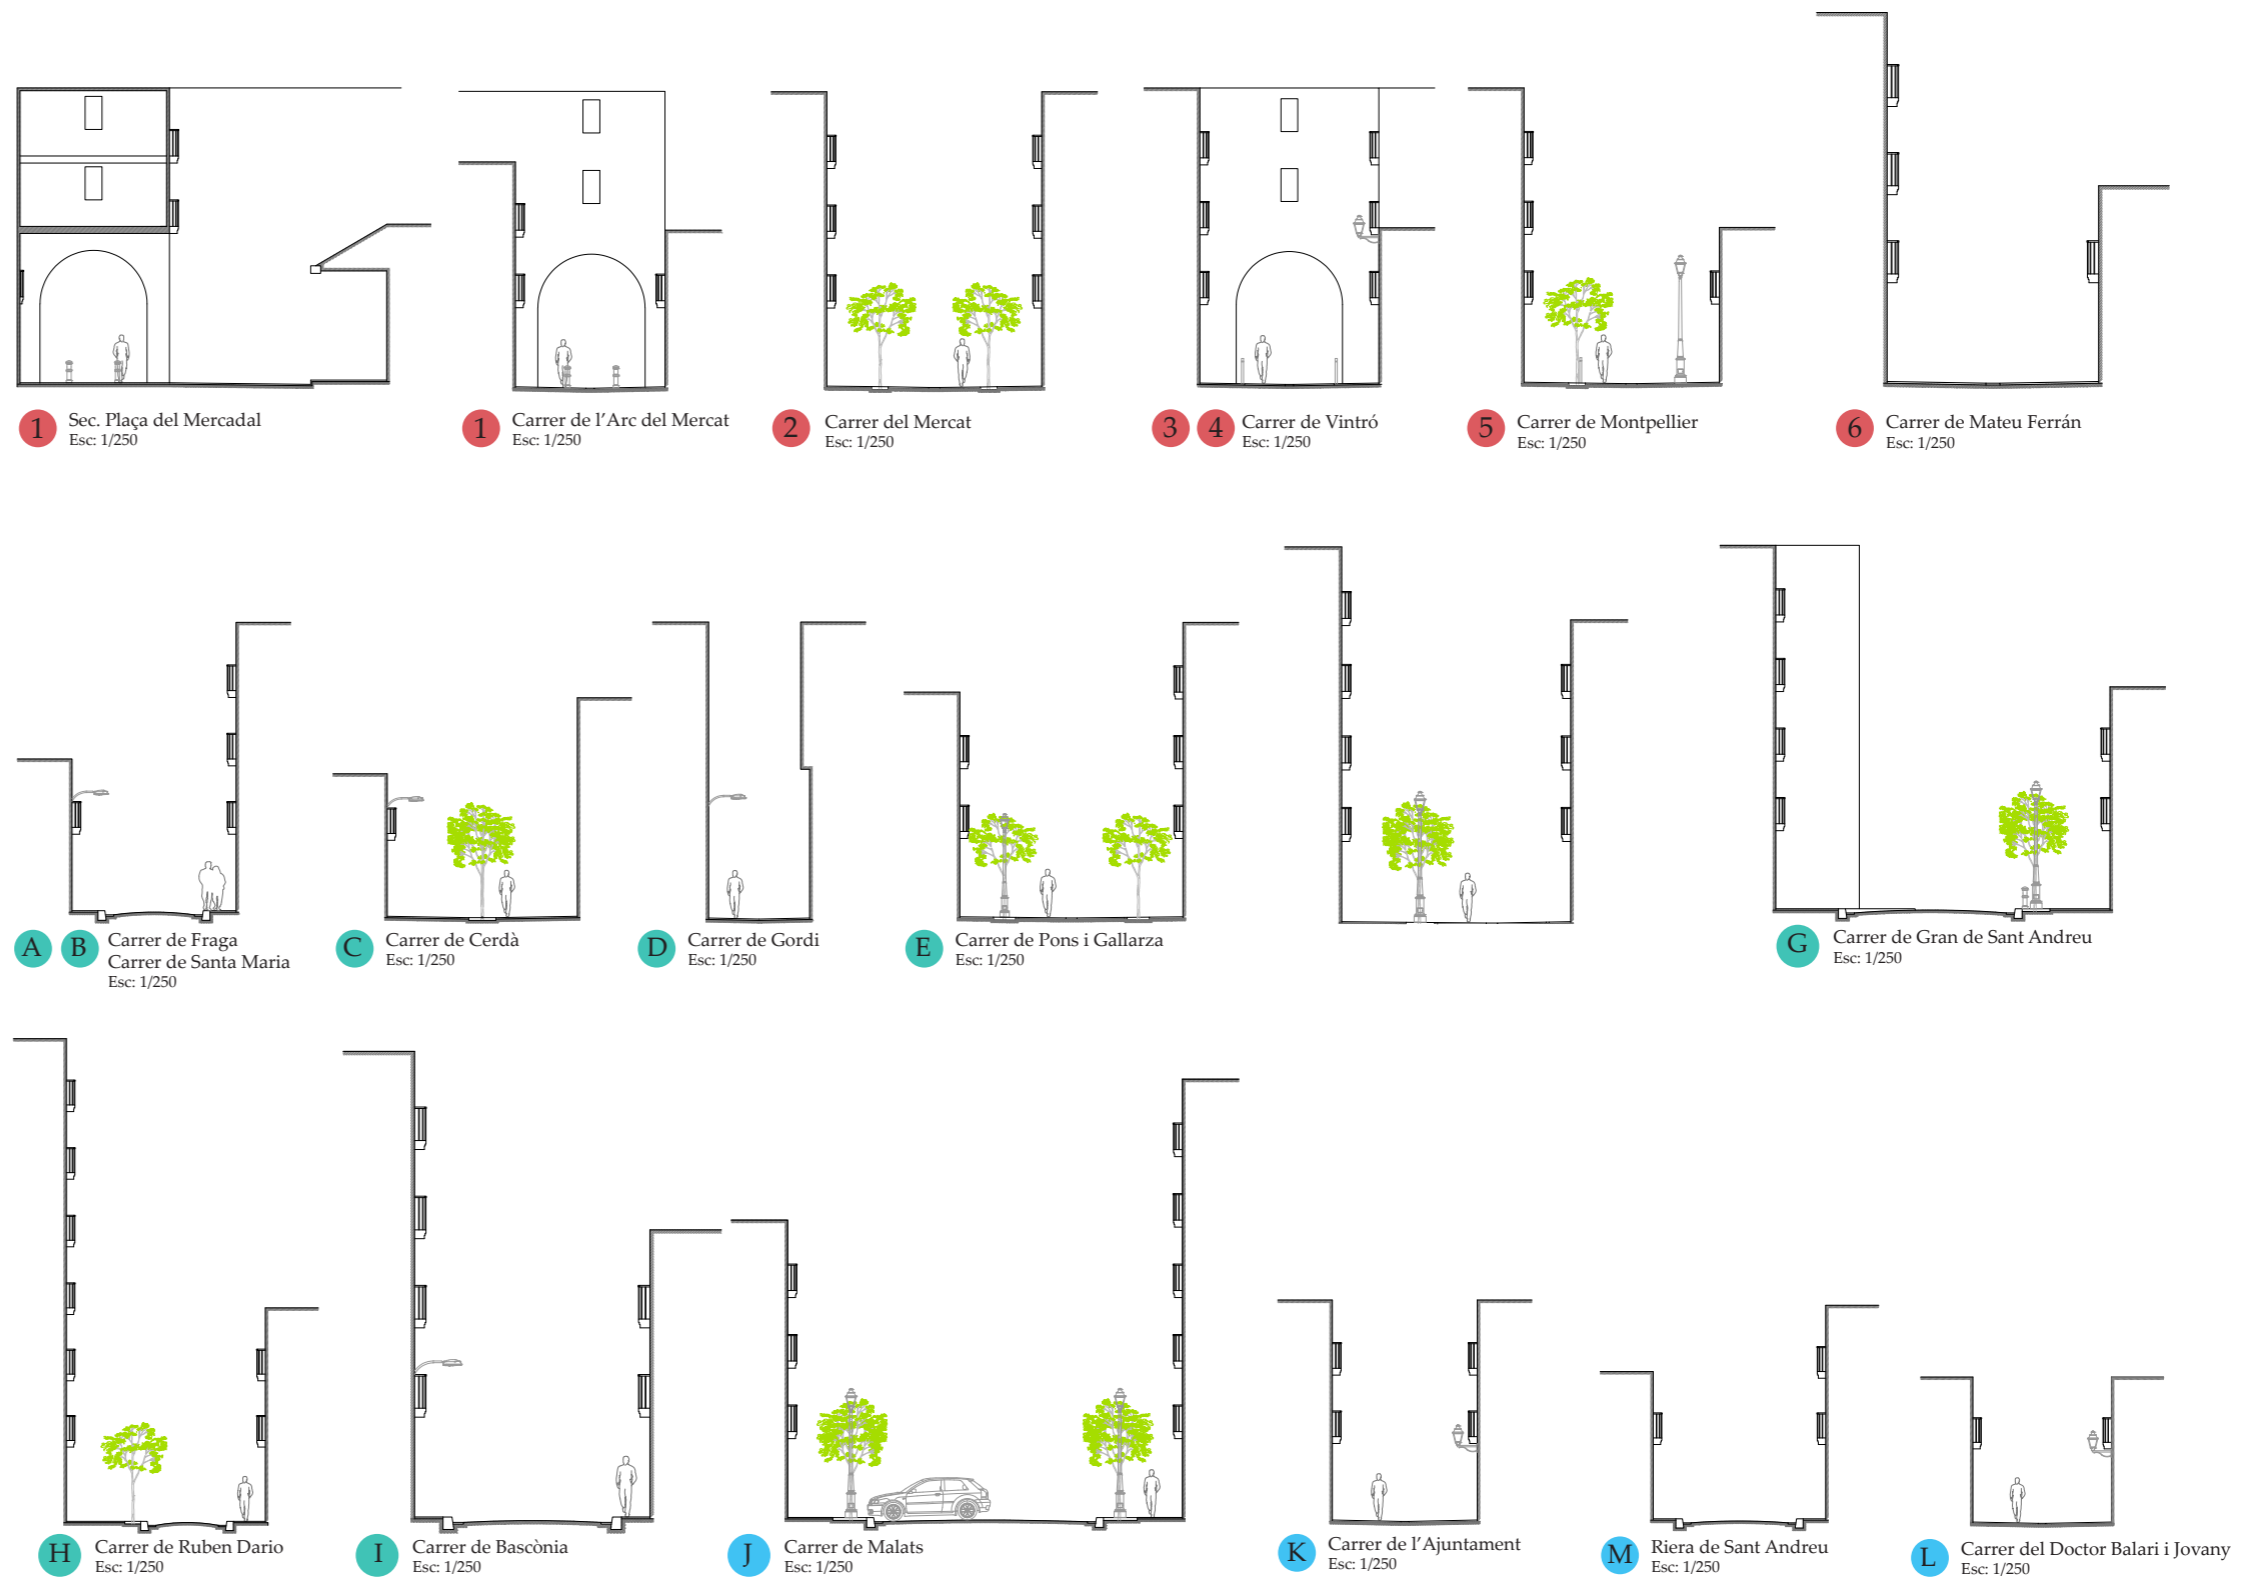 1 Sec. Plaça del Mercadal
Esc: 1/250
1 Carrer de l'Arc del Mercat
Esc: 1/250
2 Carrer del Mercat
Esc: 1/250
3 4 Carrer de Vintró
Esc: 1/250
5 Carrer de Montpellier
Esc: 1/250
6 Carrer de Mateu Ferrán
Esc: 1/250
A B Carrer de Fraga
Carrer de Santa Maria
Esc: 1/250
C Carrer de Cerdà
Esc: 1/250
D Carrer de Gordi
Esc: 1/250
E Carrer de Pons i Gallarza
Esc: 1/250
G Carrer de Gran de Sant Andreu
Esc: 1/250
H Carrer de Ruben Dario
Esc: 1/250
I Carrer de Bascònia
Esc: 1/250
J Carrer de Malats
Esc: 1/250
K Carrer de l'Ajuntament
Esc: 1/250
M Riera de Sant Andreu
Esc: 1/250
L Carrer del Doctor Balari i Jovany
Esc: 1/250